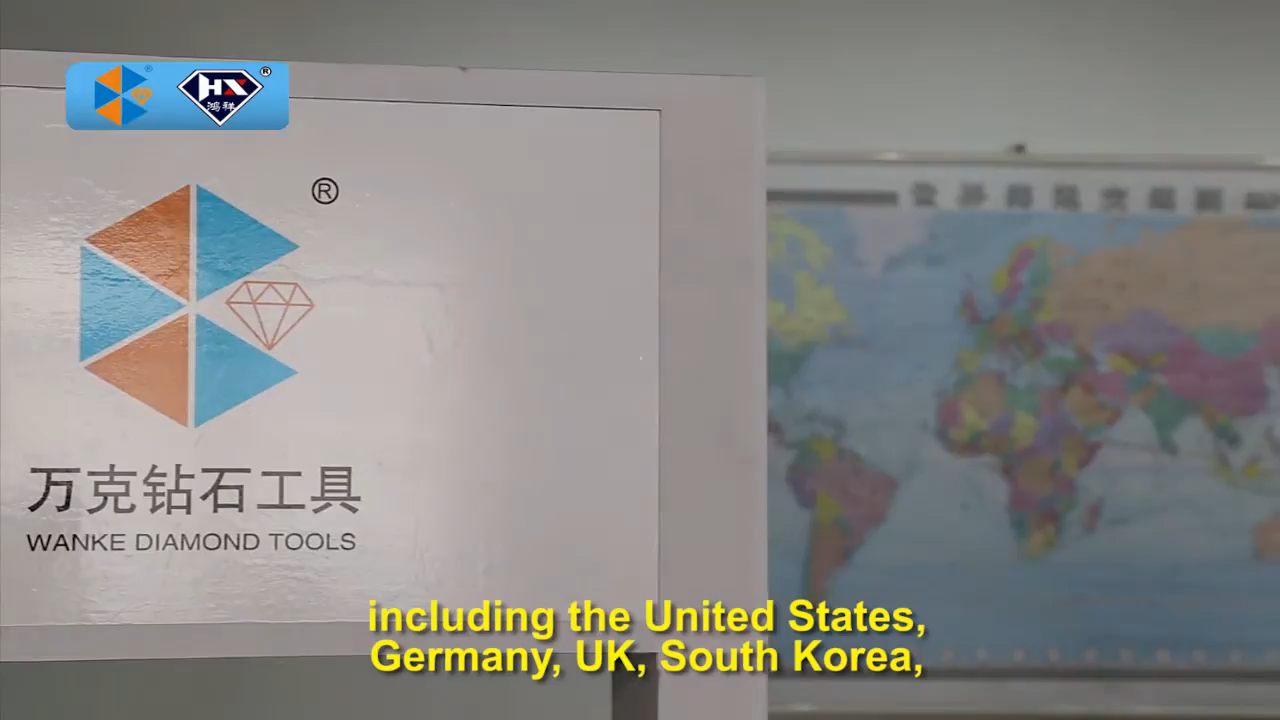 ®
HX
®
鸿祥
®
万克钻石工具
WANKE DIAMOND TOOLS
including the United States,
Germany, UK, South Korea,